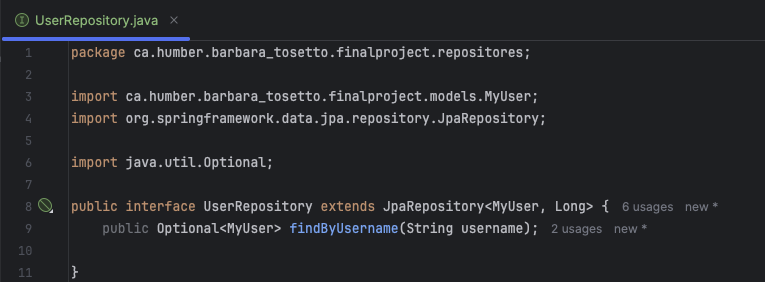 UserRepository.java ×
1 package ca.humber.barbara_tosetto.finalproject.repositores;
2
3 import ca.humber.barbara_tosetto.finalproject.models.MyUser;
4 import org.springframework.data.jpa.repository.JpaRepository;
5
6 import java.util.Optional;
7
8 public interface UserRepository extends JpaRepository<MyUser, Long> { 6 usages new *
9 public Optional<MyUser> findByUsername(String username); 2 usages new *
10
11 }